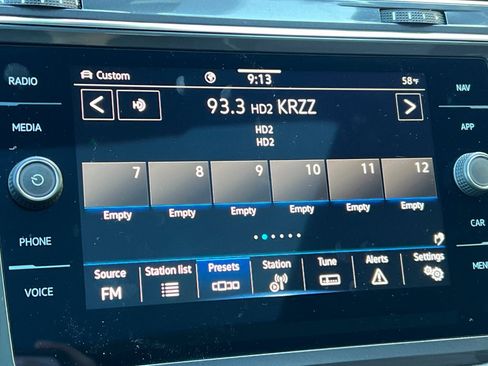 RADIO
MEDIA
PHONE
VOICE
Custom
9:13
58°F
93.3 HD2 KRZZ
HD2
HD2
7 8 9 10 11 12
Empty Empty Empty Empty Empty Empty
Source Station list Presets Station Tune Alerts Settings
FM
NAV
APP
CAR
MENU